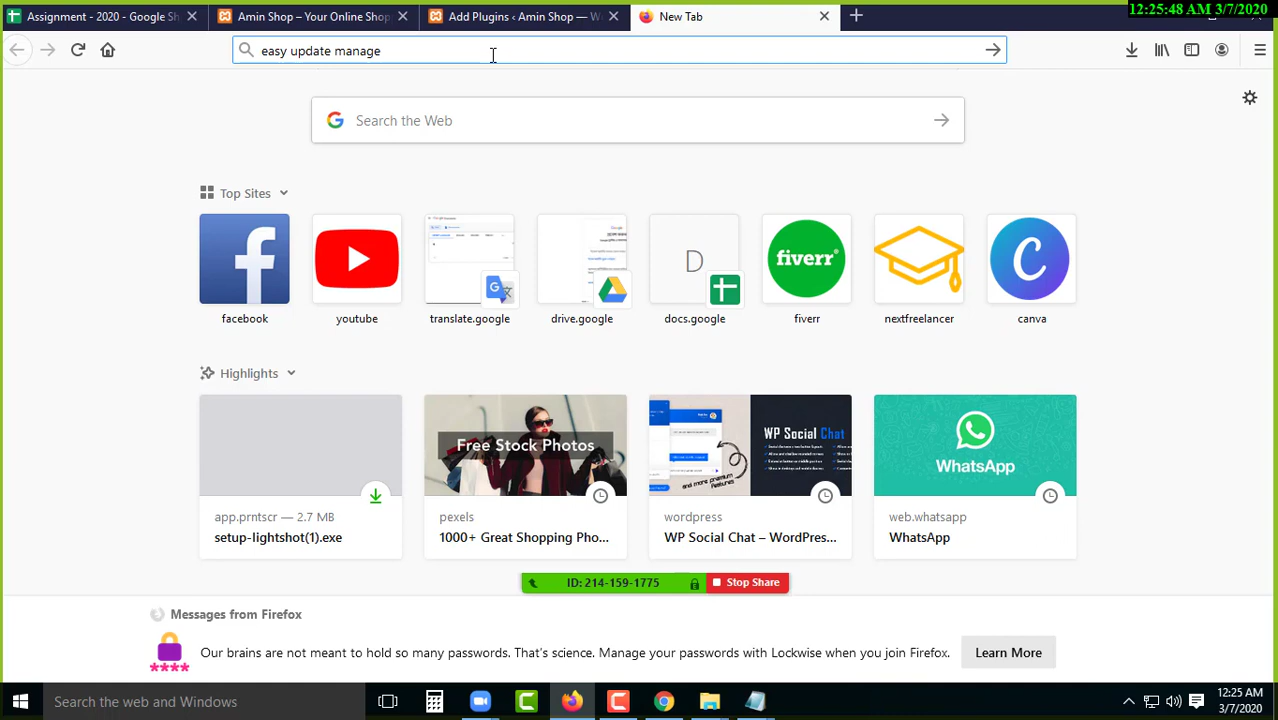 12:25:48 AM 3/7/2020
Assignment - 2020 - Google Sh
Amin Shop – Your Online Shop
Add Plugins ‹ Amin Shop — W
New Tab
easy update manage
Search the Web
Top Sites
D
fiverr
facebook
youtube
translate.google
drive.google
docs.google
fiverr
nextfreelancer
canva
Highlights
Free Stock Photos
WP Social Chat
and more premium features
WhatsApp
app.prntscr — 2.7 MB
setup-lightshot(1).exe
pexels
1000+ Great Shopping Pho...
wordpress
WP Social Chat – WordPres...
web.whatsapp
WhatsApp
ID: 214-159-1775
Stop Share
Messages from Firefox
Our brains are not meant to hold so many passwords. That's science. Manage your passwords with Lockwise when you join Firefox.
Learn More
Search the web and Windows
12:25 AM
3/7/2020